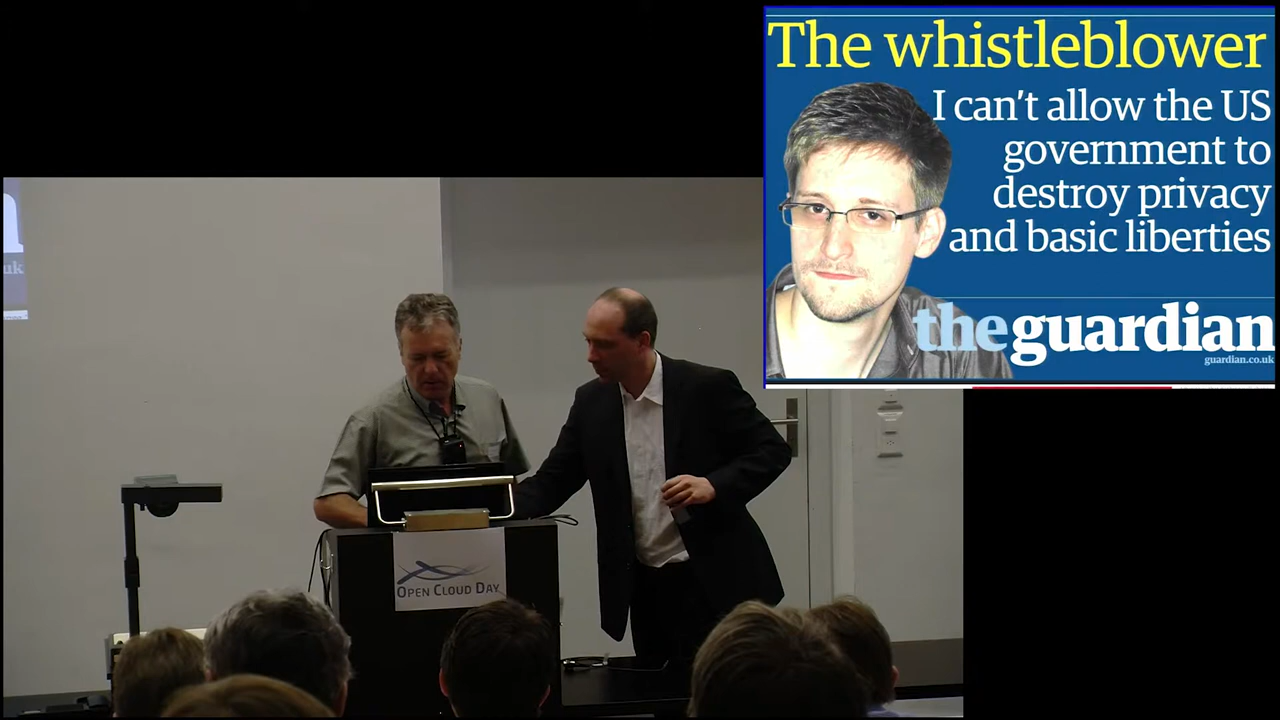 The whistleblower
I can't allow the US
government to
destroy privacy
and basic liberties
theguardian
guardian.co.uk
uk
OPEN CLOUD DAY